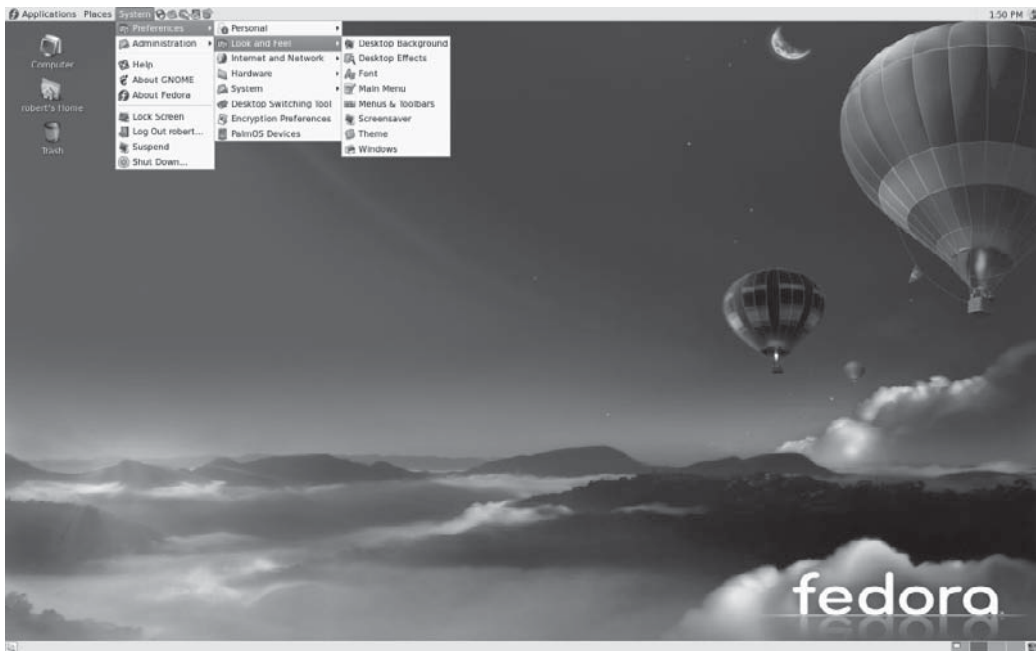 Applications Places System
1:50 PM
Computer
robert's Home
Trash
Preferences
Administration
Help
About GNOME
About Fedora
Lock Screen
Log Out robert...
Suspend
Shut Down...
Personal
Look and Feel
Internet and Network
Hardware
System
Desktop Switching Tool
Encryption Preferences
PalmOS Devices
Desktop Background
Desktop Effects
Font
Main Menu
Menus & Toolbars
Screensaver
Theme
Windows
fedora